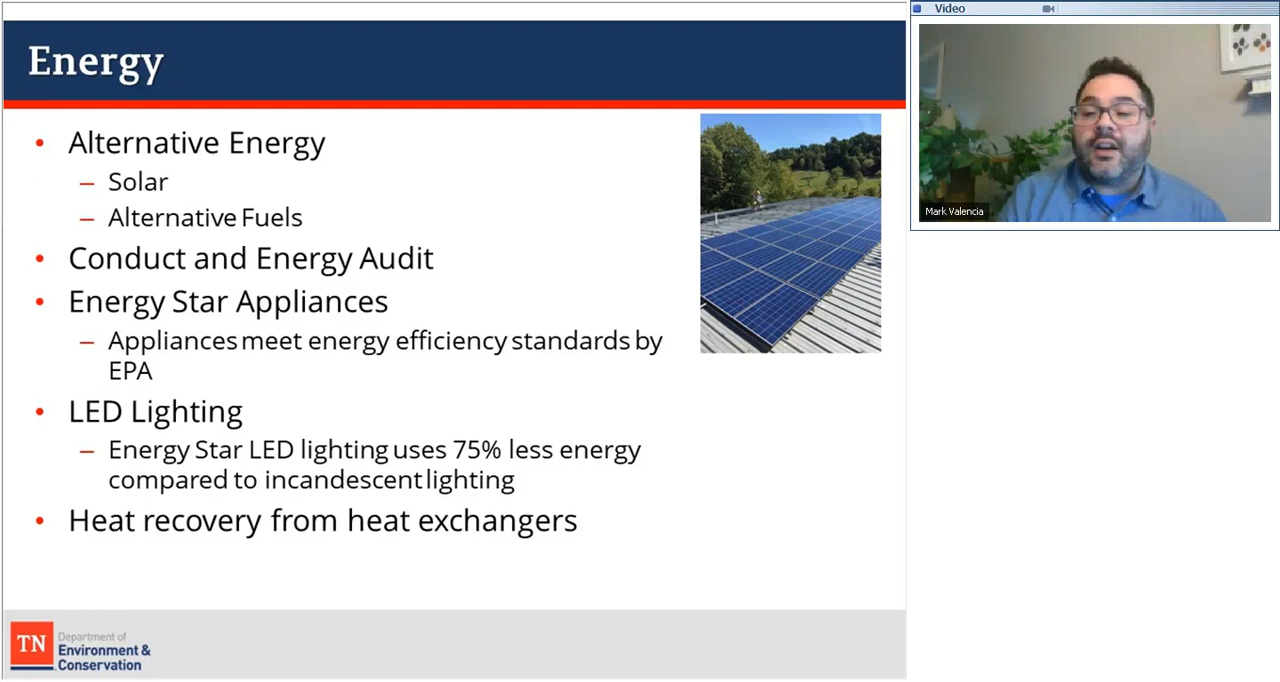 Energy
• Alternative Energy
– Solar
– Alternative Fuels
• Conduct and Energy Audit
• Energy Star Appliances
– Appliances meet energy efficiency standards by
EPA
• LED Lighting
– Energy Star LED lighting uses 75% less energy
compared to incandescent lighting
• Heat recovery from heat exchangers
TN
Department of
Environment &
Conservation
Video
Mark Valencia